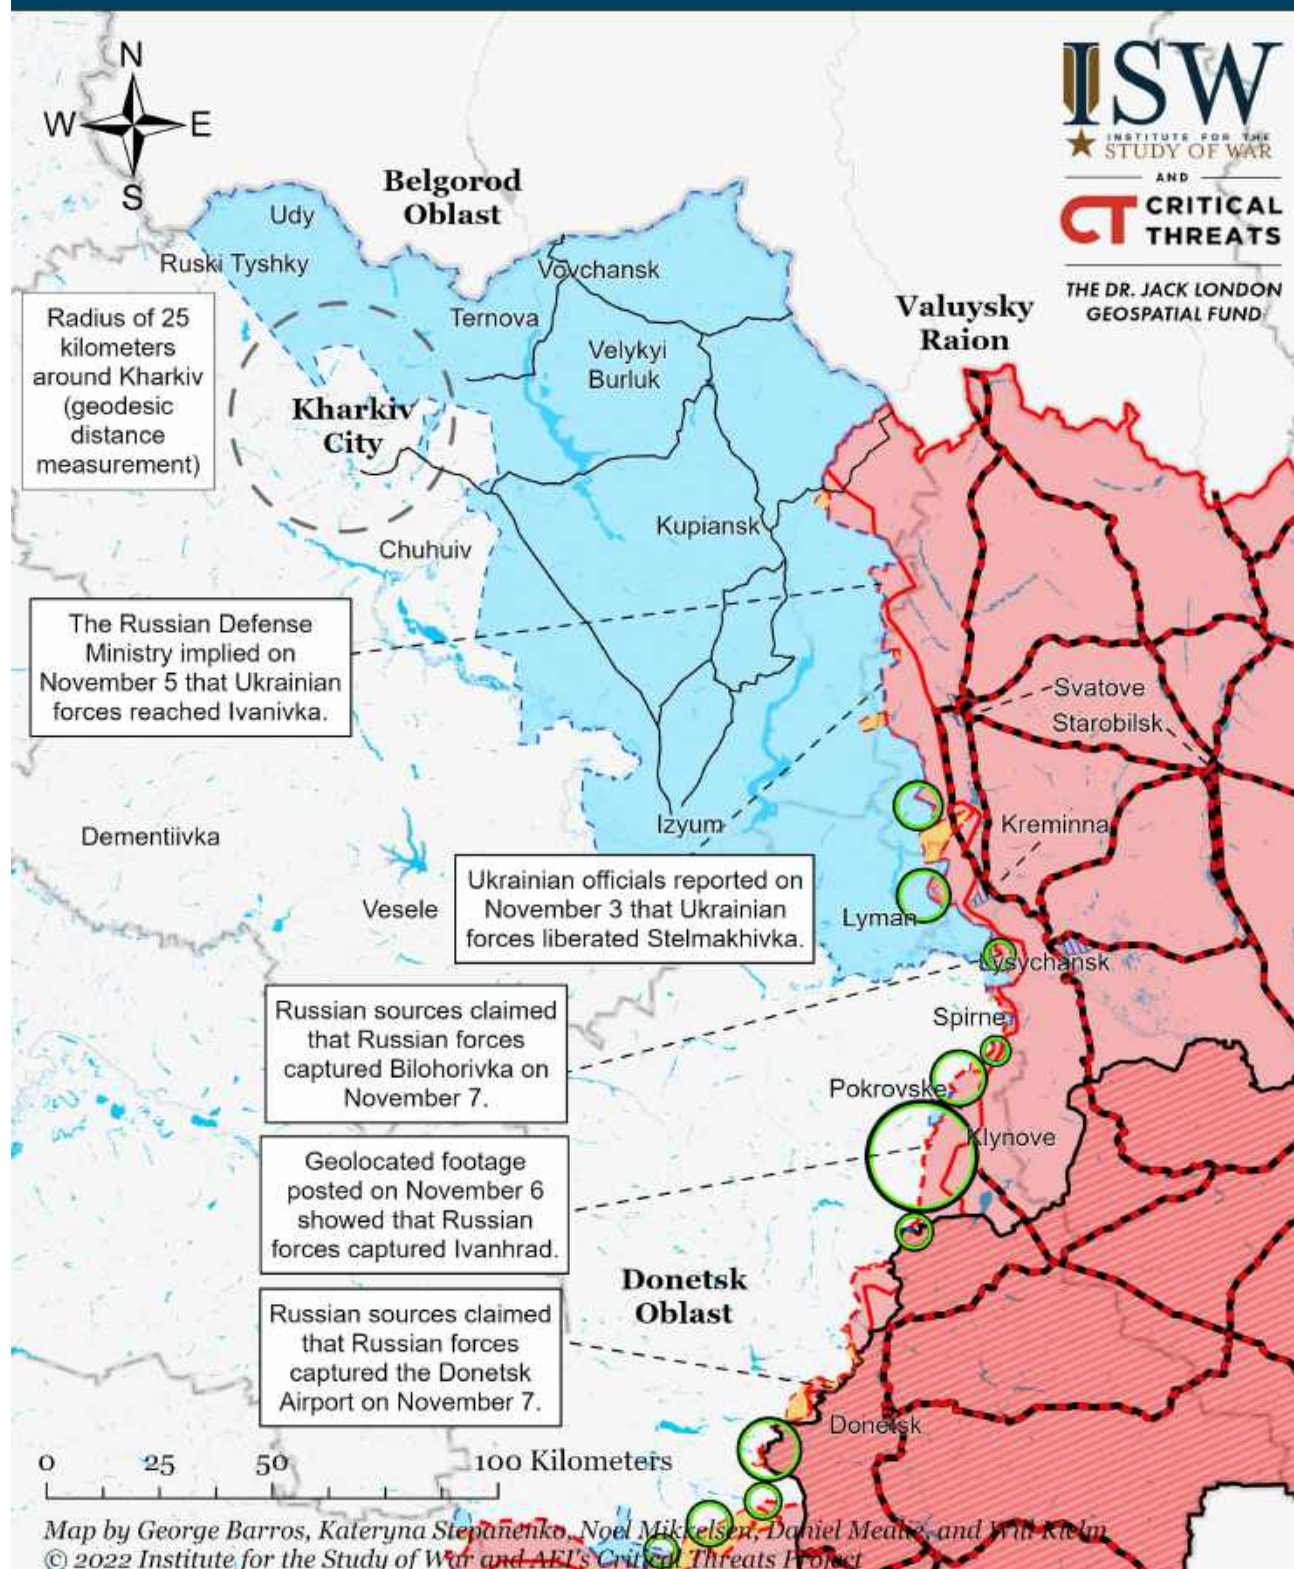 N
W E
S
ISW
INSTITUTE FOR THE
STUDY OF WAR
AND
CT CRITICAL
THREATS
THE DR. JACK LONDON
GEOSPATIAL FUND
Belgorod
Oblast
Udy
Ruski Tyshky
Vovchansk
Ternova
Valuysky
Raion
Radius of 25
kilometers
around Kharkiv
(geodesic
distance
measurement)
Velykyi
Burluk
Kharkiv
City
Kupiansk
Chuhuiv
The Russian Defense
Ministry implied on
November 5 that Ukrainian
forces reached Ivanivka.
Svatove
Starobilsk
Dementiivka
Izyum
Kreminna
Vesele
Ukrainian officials reported on
November 3 that Ukrainian
forces liberated Stelmakhivka.
Lyman
Lysychansk
Russian sources claimed
that Russian forces
captured Bilohorivka on
November 7.
Spirne
Pokrovske
Klynove
Geolocated footage
posted on November 6
showed that Russian
forces captured Ivanhrad.
Donetsk
Oblast
Russian sources claimed
that Russian forces
captured the Donetsk
Airport on November 7.
Donetsk
0 25 50 100 Kilometers
Map by George Barros, Kateryna Stepanenko, Noel Mikkelsen, Daniel Mealie, and Will Kielm
© 2022 Institute for the Study of War and AEI's Critical Threats Project